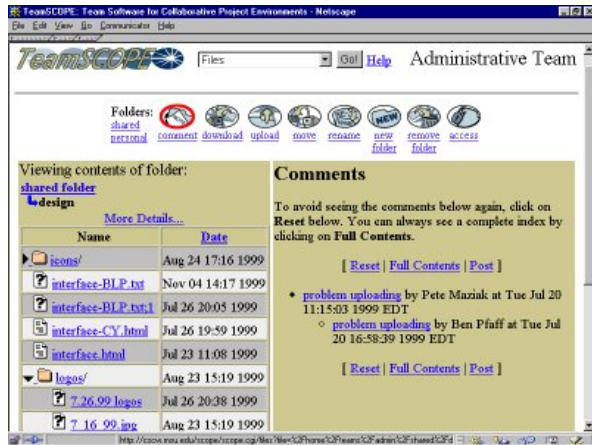 TeamSCOPE: Team Software for Collaborative Project Environments - Netscape
File Edit View Go Communicator Help
TeamSCOPE
Files
Go!
Help
Administrative Team
Folders:
shared
personal
comment download upload move rename new folder remove folder access
NEW
Viewing contents of folder:
shared folder
design
More Details...
Name Date
icons/ Aug 24 17:16 1999
interface-BLP.txt Nov 04 14:17 1999
interface-BLP.txt;1 Jul 26 20:05 1999
interface-CY.html Jul 26 19:59 1999
interface.html Jul 23 11:08 1999
logos/ Aug 23 15:19 1999
7.26.99 logos Jul 26 20:38 1999
7_16_99.jpg Aug 23 15:19 1999
Comments
To avoid seeing the comments below again, click on
Reset below. You can always see a complete index by
clicking on Full Contents.
[ Reset | Full Contents | Post ]
problem uploading by Pete Maziak at Tue Jul 20
11:15:03 1999 EDT
problem uploading by Ben Pfaff at Tue Jul
20 16:58:39 1999 EDT
[ Reset | Full Contents | Post ]